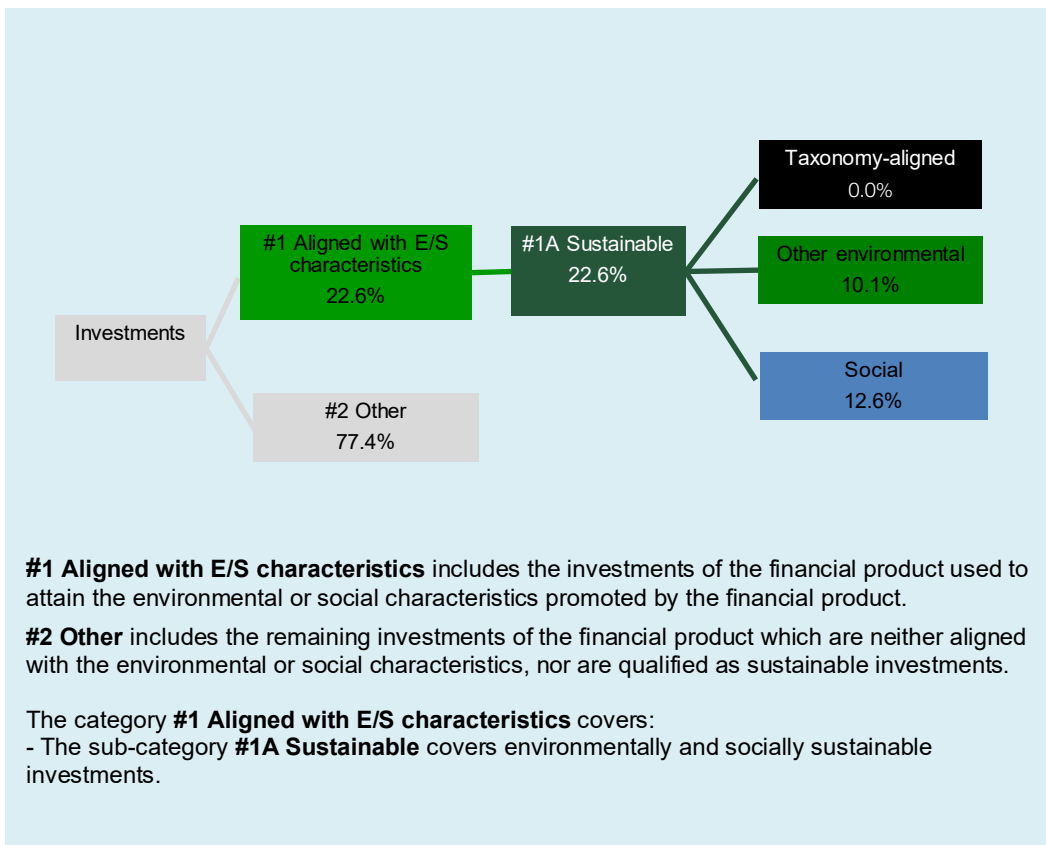 Taxonomy-aligned
0.0%
#1 Aligned with E/S
characteristics
22.6%
#1A Sustainable
22.6%
Other environmental
10.1%
Investments
Social
12.6%
#2 Other
77.4%
#1 Aligned with E/S characteristics includes the investments of the financial product used to
attain the environmental or social characteristics promoted by the financial product.
#2 Other includes the remaining investments of the financial product which are neither aligned
with the environmental or social characteristics, nor are qualified as sustainable investments.
The category #1 Aligned with E/S characteristics covers:
- The sub-category #1A Sustainable covers environmentally and socially sustainable
investments.